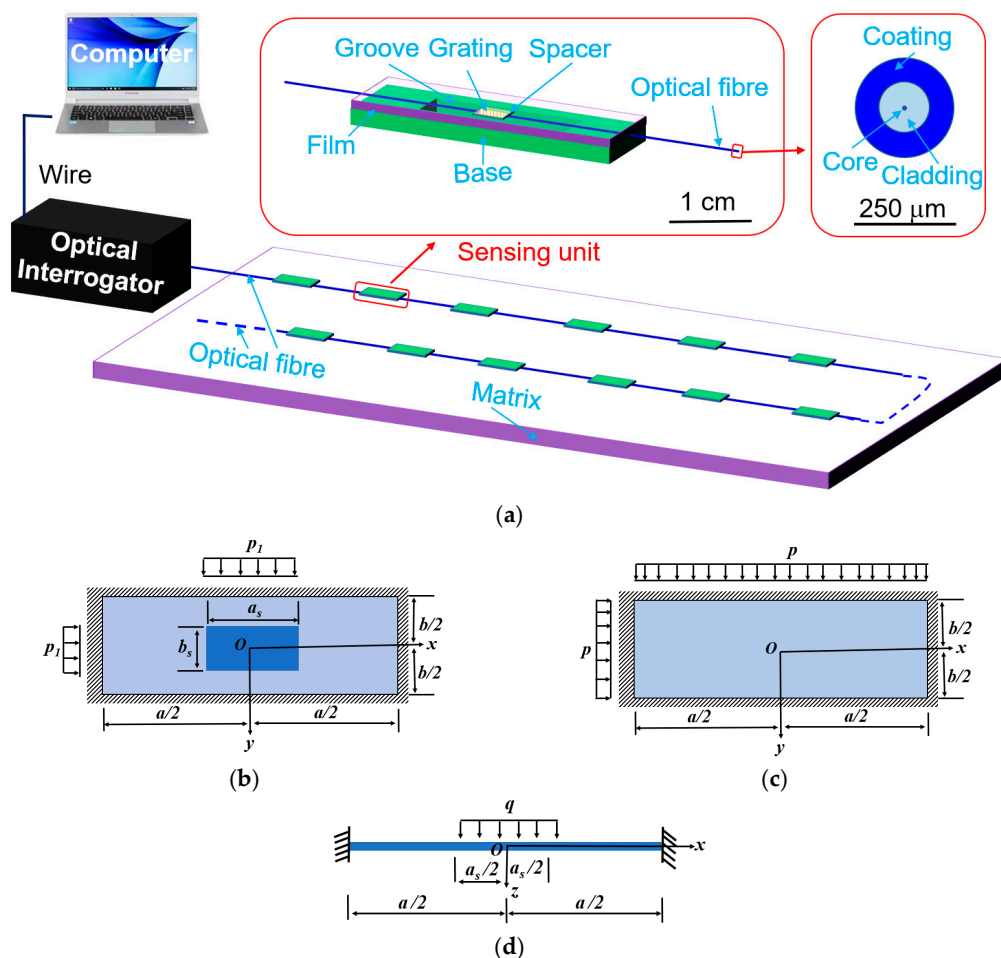 Computer
Wire
Optical
Interrogator
Groove Grating Spacer
Optical fibre
Film
Base
1 cm
Coating
Core
Cladding
250 μm
Sensing unit
Optical fibre
Matrix
(a)
p1
as
p1
bs
O
x
b/2
b/2
a/2
a/2
y
(b)
p
p
O
x
b/2
b/2
a/2
a/2
y
(c)
q
O
x
as/2
as/2
z
a/2
a/2
(d)